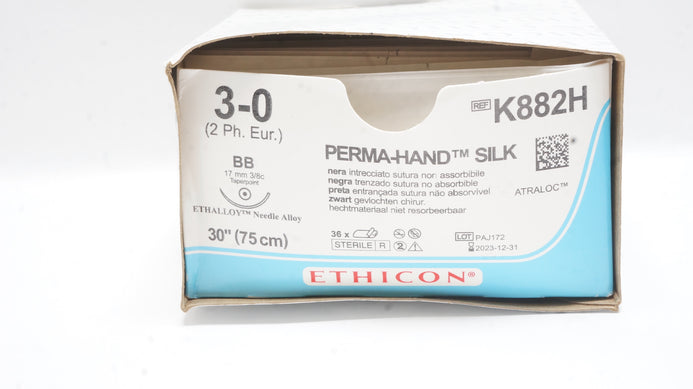 3-0
(2 Ph. Eur.)
BB
17 mm 3/8c
Taperpoint
ETHALLOY™ Needle Alloy
30" (75 cm)
REF K882H
PERMA-HAND™ SILK
nera intrecciato sutura non assorbibile
negra trenzado sutura no absorbible
preta entrançada sutura não absorvível
zwart gevlochten chirur.
hechtmateriaal niet resorbeerbaar
ATRALOC™
36 x
STERILE R 2
LOT PAJ172
2023-12-31
ETHICON®